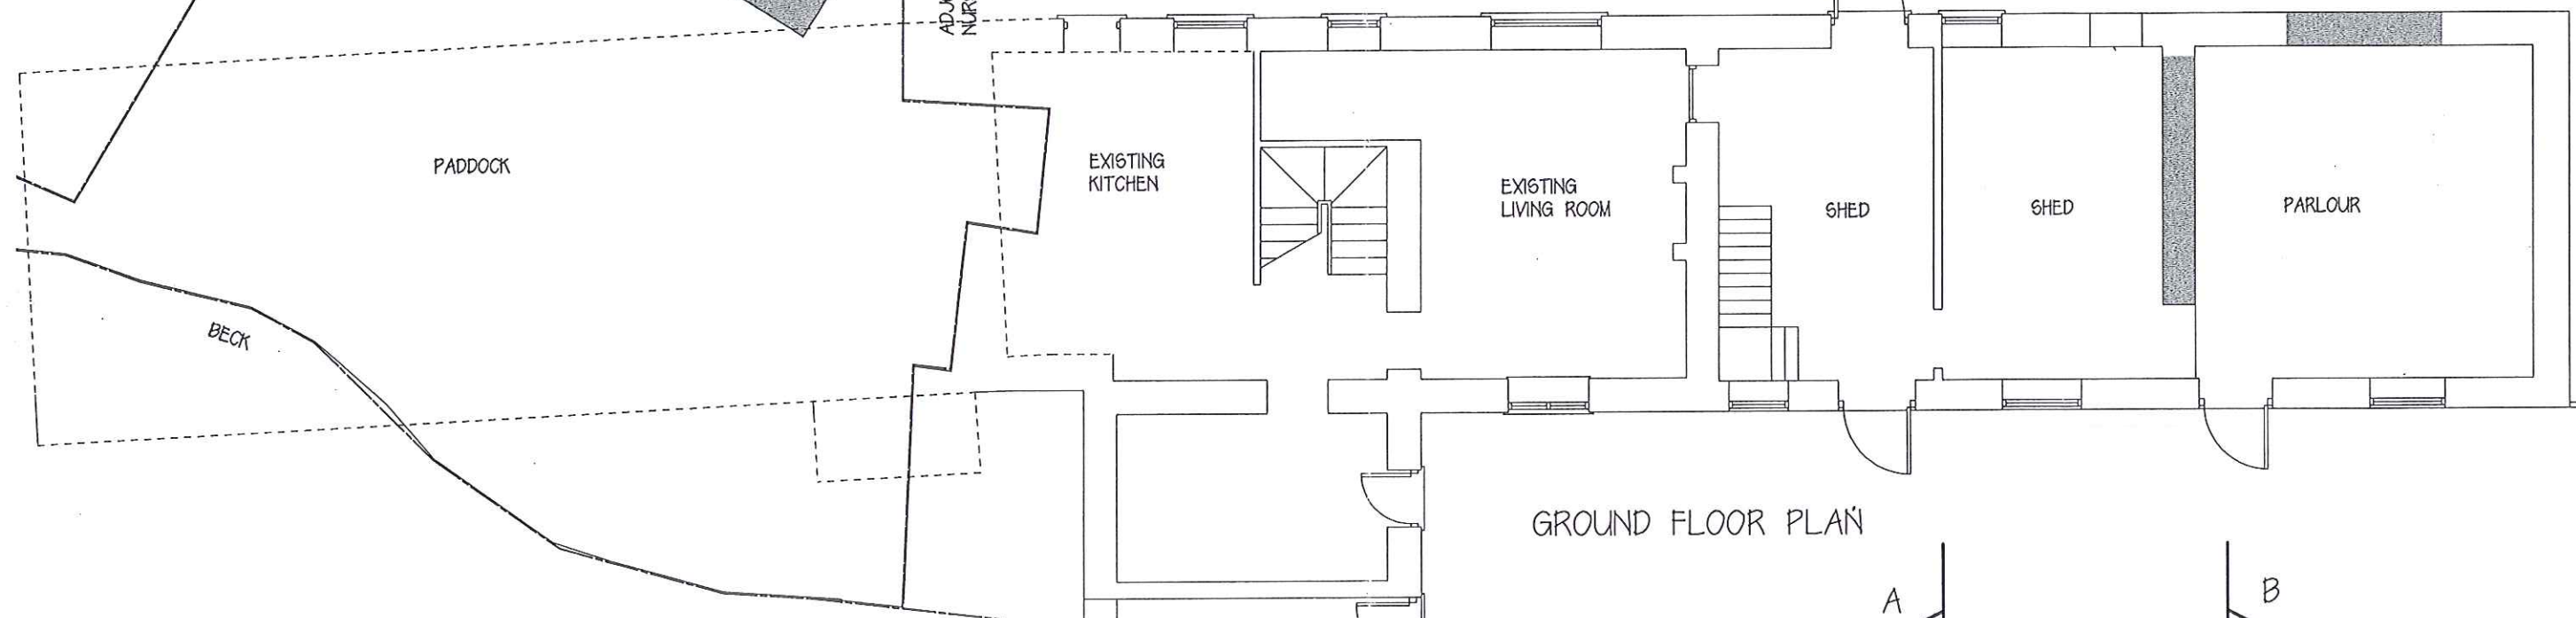 PADDOCK
BECK
EXISTING
KITCHEN
EXISTING
LIVING ROOM
SHED
SHED
PARLOUR
GROUND FLOOR PLAN
A
B